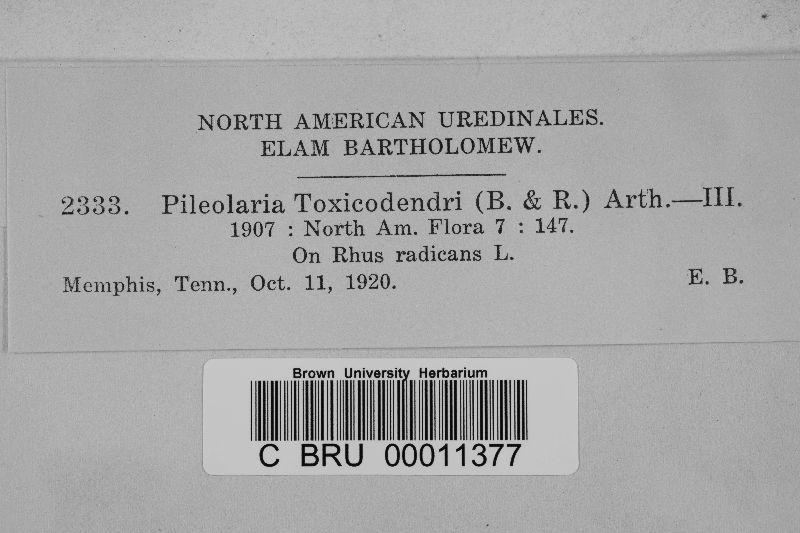 NORTH AMERICAN UREDINALES.
ELAM BARTHOLOMEW.
2333. Pileolaria Toxicodendri (B. & R.) Arth.—III.
1907 : North Am. Flora 7 : 147.
On Rhus radicans L.
Memphis, Tenn., Oct. 11, 1920. E. B.
Brown University Herbarium
C BRU 00011377